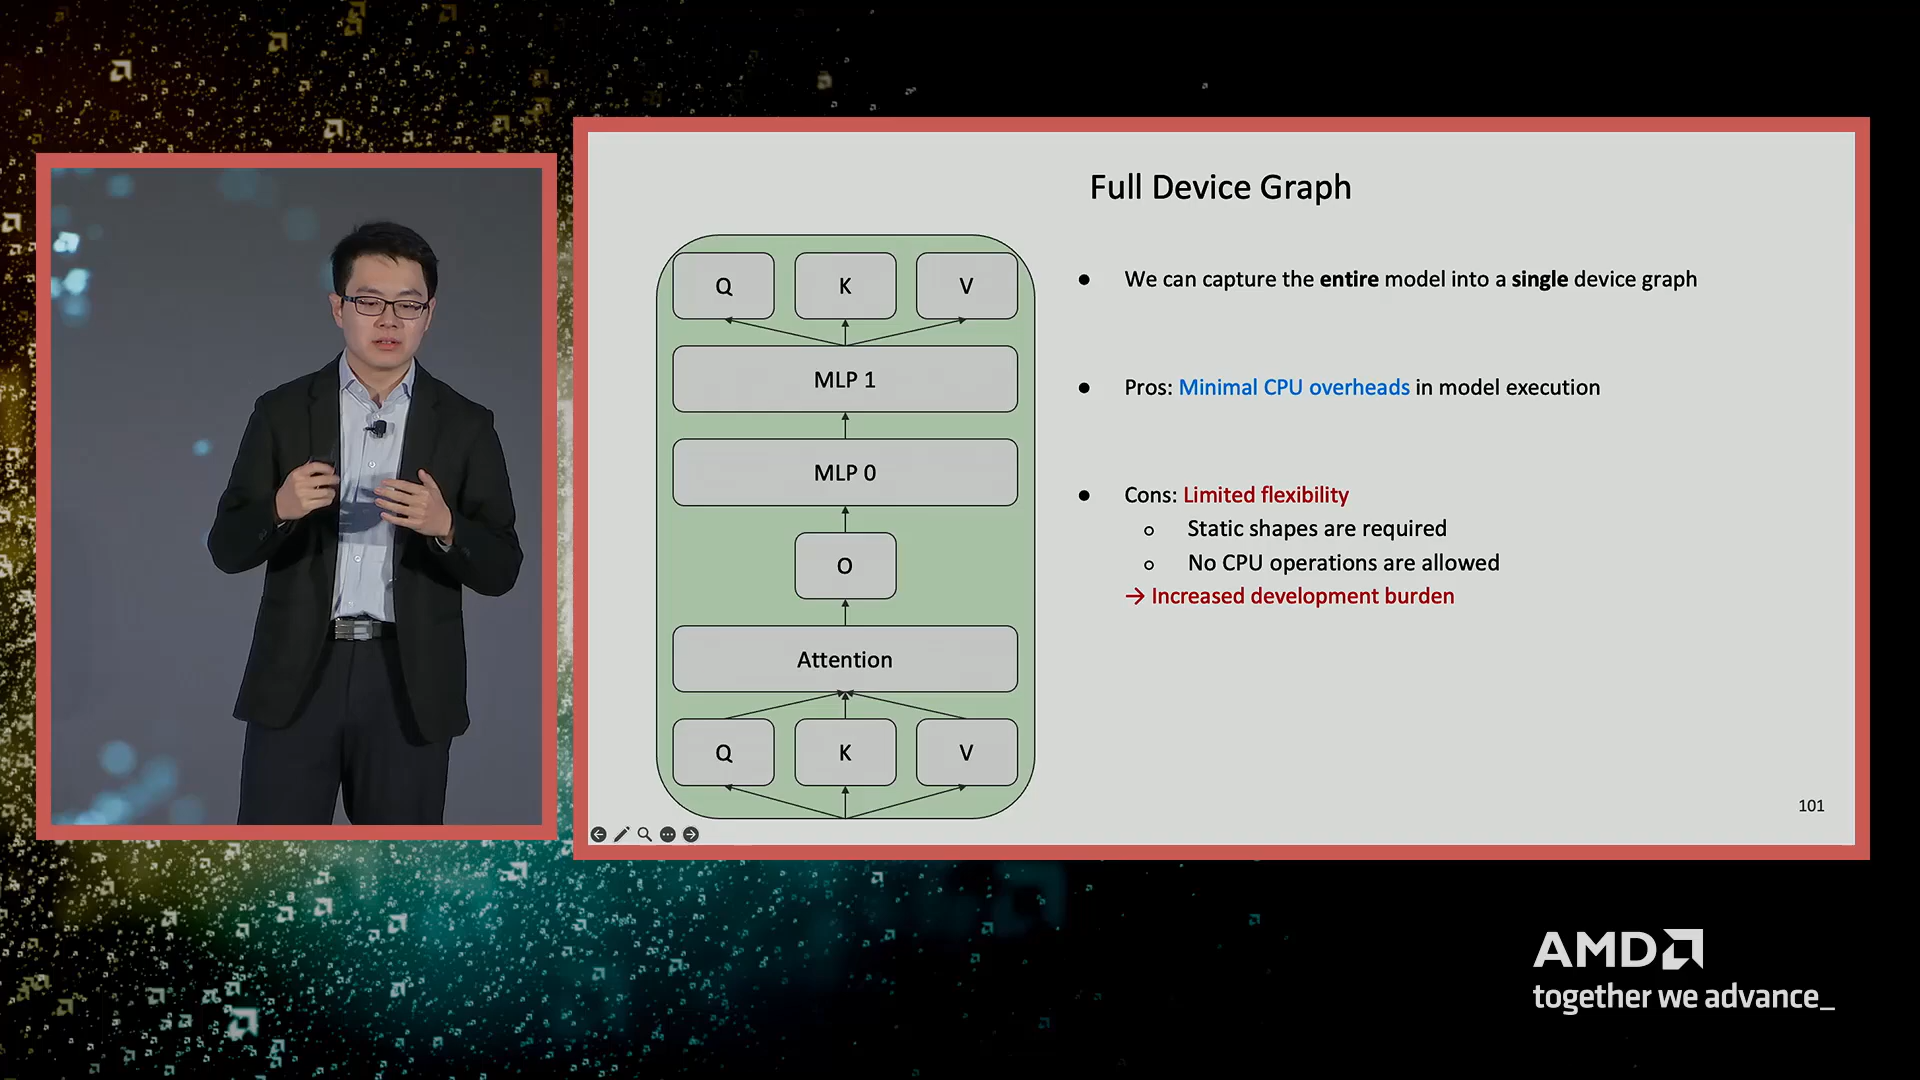 Full Device Graph
Q K V
MLP 1
MLP 0
O
Attention
Q K V
● We can capture the entire model into a single device graph
● Pros: Minimal CPU overheads in model execution
● Cons: Limited flexibility
○ Static shapes are required
○ No CPU operations are allowed
→ Increased development burden
101
AMD
together we advance_